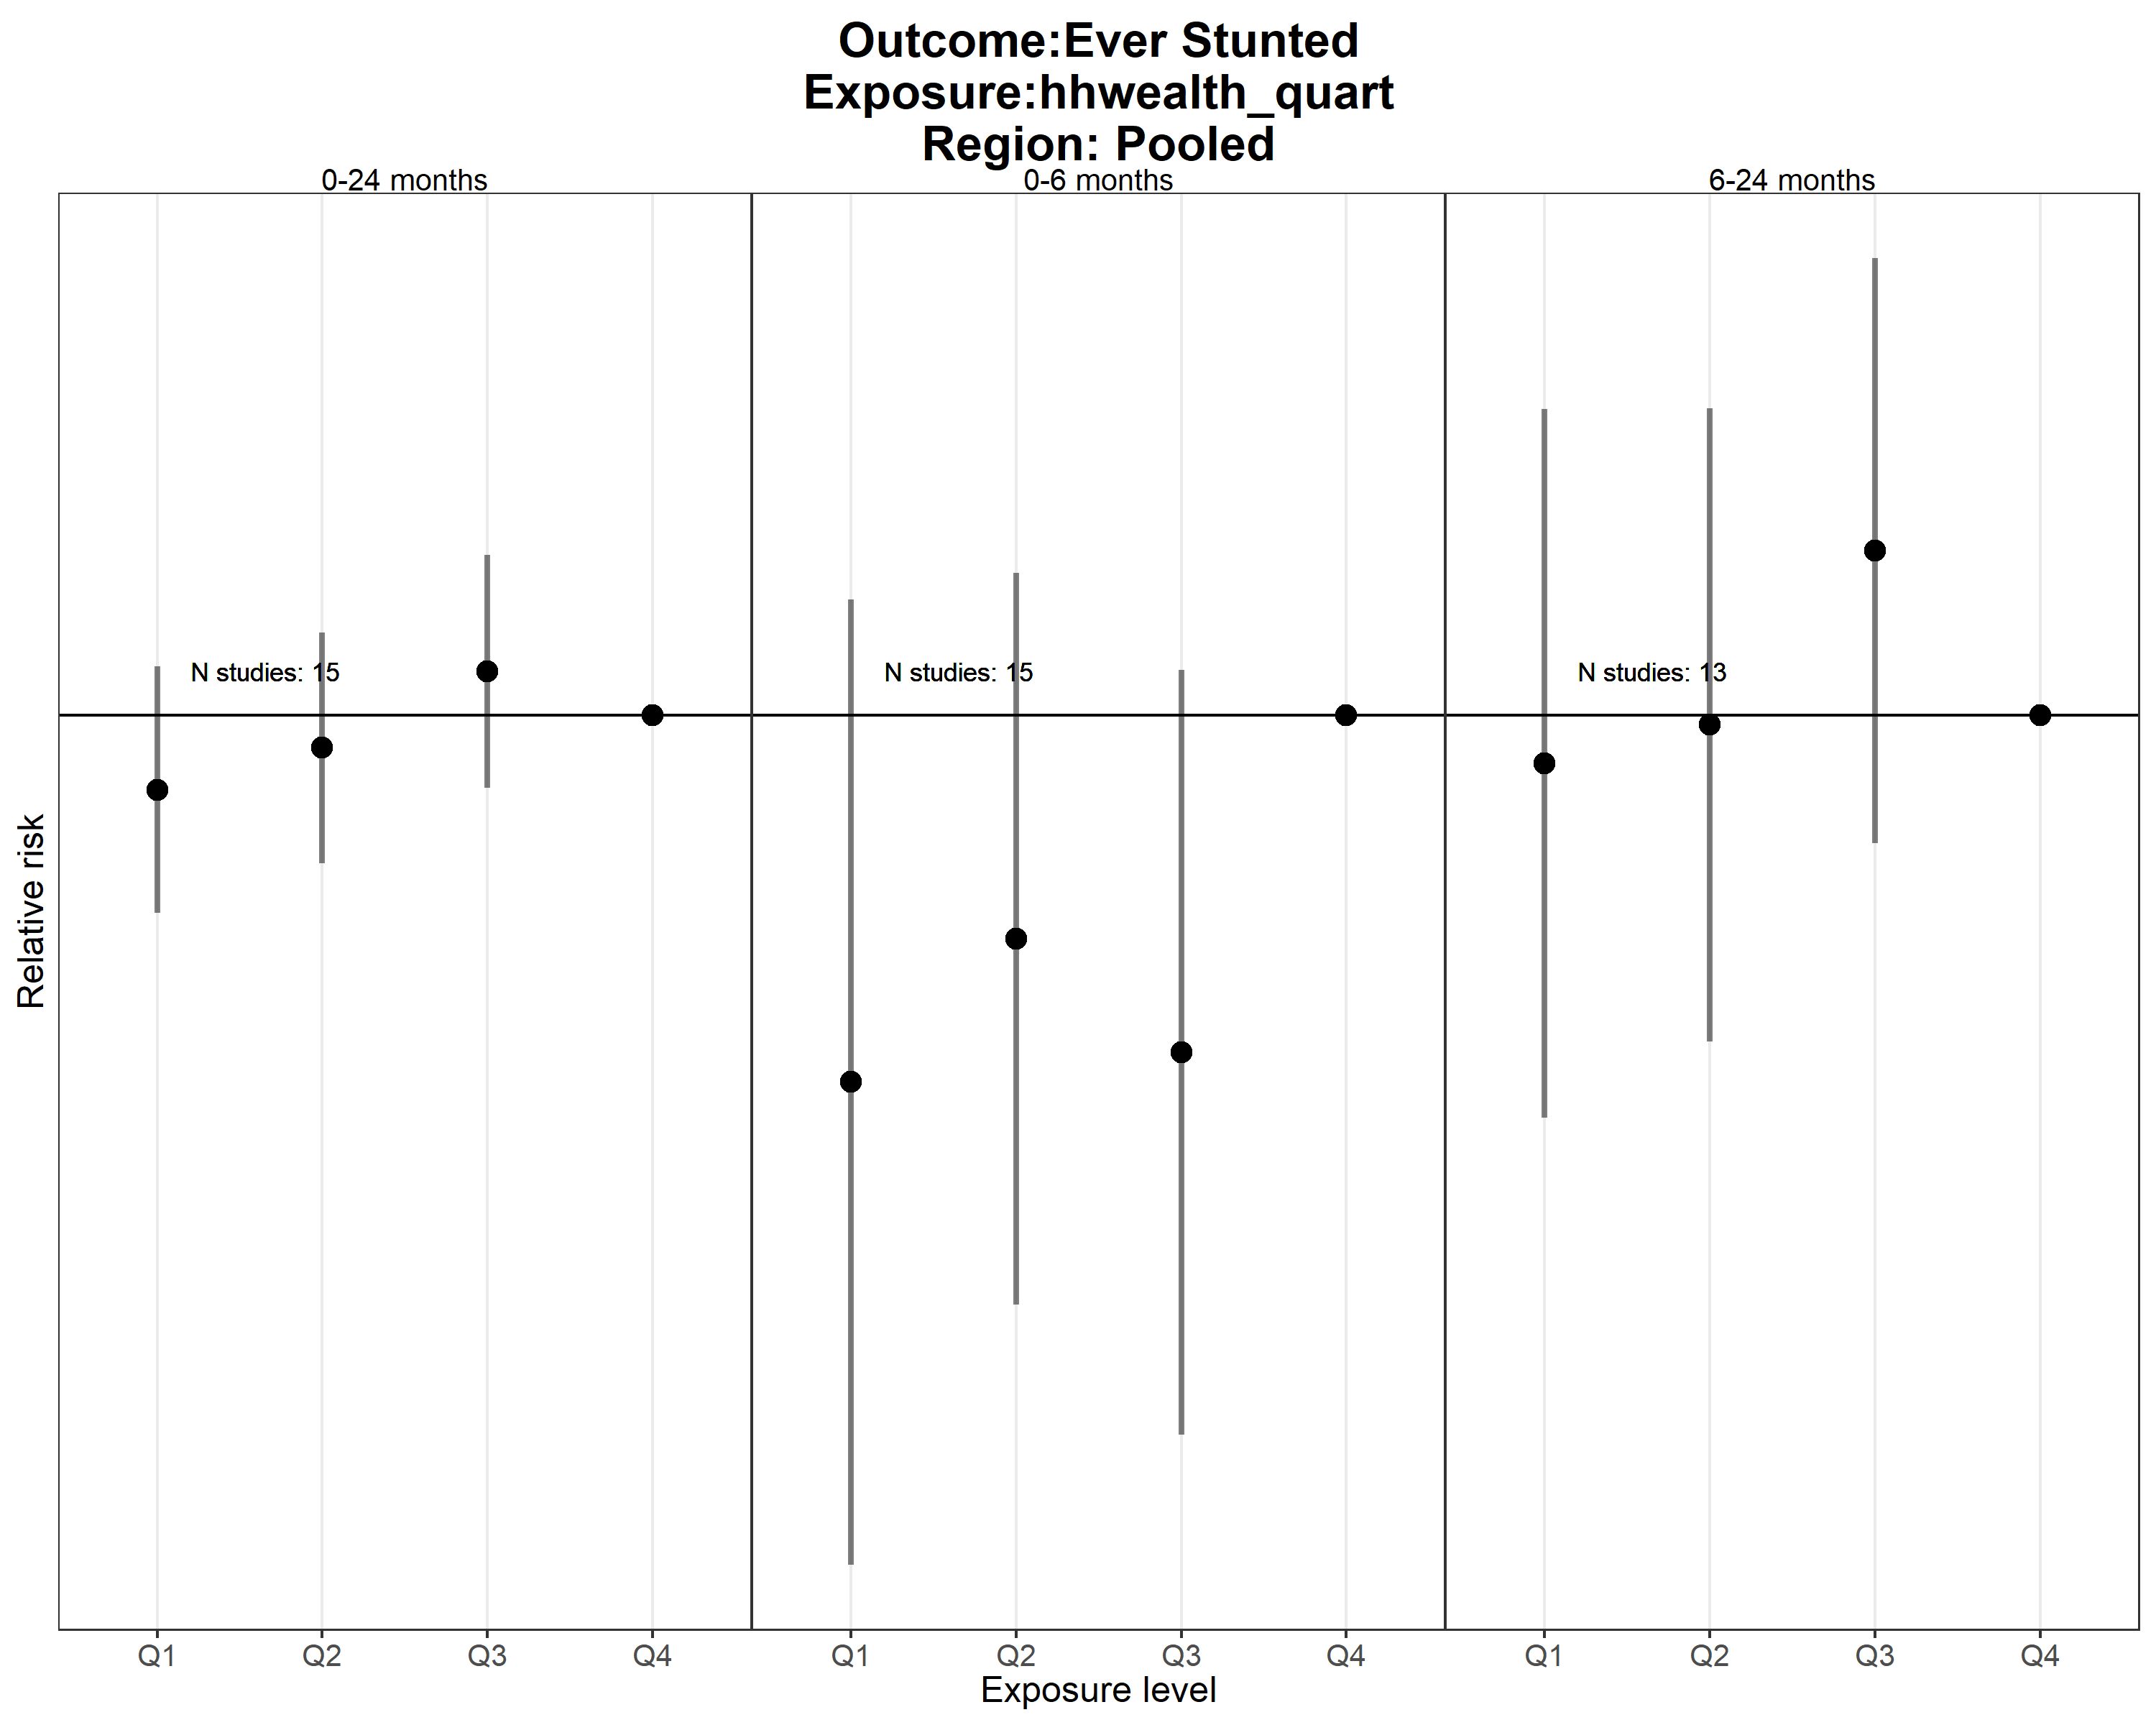 Outcome:Ever Stunted
Exposure:hhwealth_quart
Region: Pooled
0-24 months 0-6 months 6-24 months
N studies: 15 N studies: 15 N studies: 13
Relative risk
Q1 Q2 Q3 Q4 Q1 Q2 Q3 Q4 Q1 Q2 Q3 Q4
Exposure level